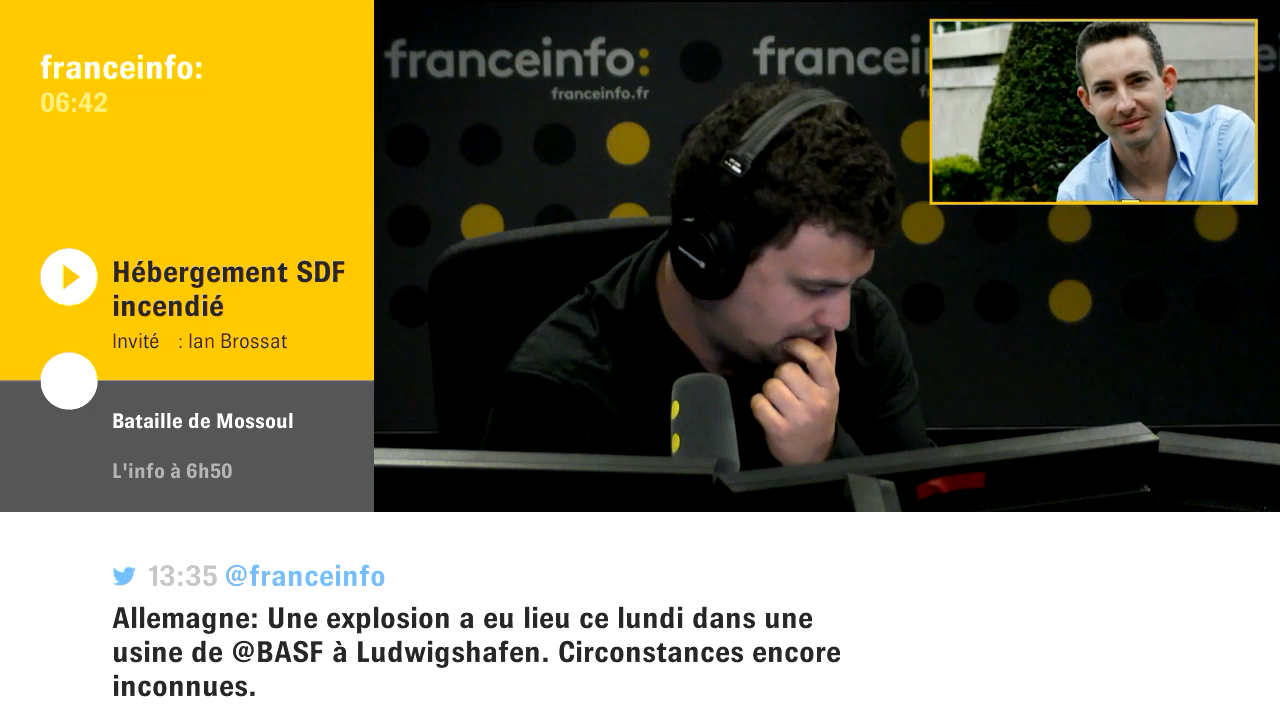 franceinfo:
06:42
Hébergement SDF
incendié
Invité : Ian Brossat
Bataille de Mossoul
L'info à 6h50
franceinfo:
franceinfo.fr
franceinf
13:35 @franceinfo
Allemagne: Une explosion a eu lieu ce lundi dans une
usine de @BASF à Ludwigshafen. Circonstances encore
inconnues.